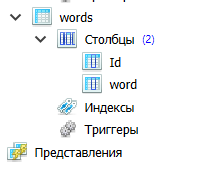 words
Столбцы (2)
Id
word
Индексы
Триггеры
Представления